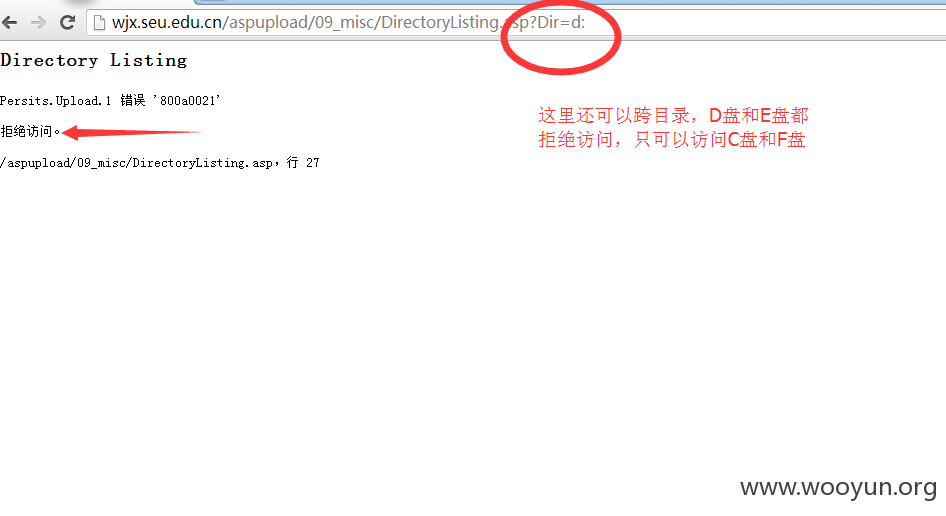 wjx.seu.edu.cn/aspupload/09_misc/DirectoryListing.asp?Dir=d:
Directory Listing
Persits.Upload.1 错误 '800a0021'
这里还可以跨目录，D盘和E盘都
拒绝访问。
拒绝访问，只可以访问C盘和F盘
/aspupload/09_misc/DirectoryListing.asp，行 27
www.wooyun.org